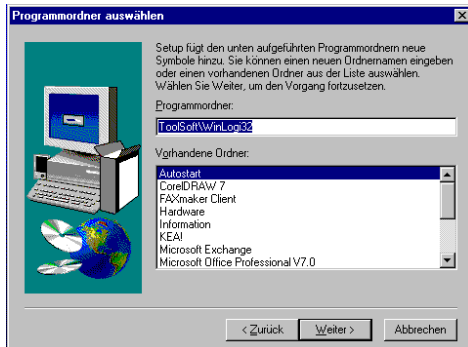 Programmordner auswählen
Setup fügt den unten aufgeführten Programmordnern neue
Symbole hinzu. Sie können einen neuen Ordnernamen eingeben
oder einen vorhandenen Ordner aus der Liste auswählen.
Wählen Sie Weiter, um den Vorgang fortzusetzen.
Programmordner:
ToolSoft\WinLogi32
Vorhandene Ordner:
Autostart
CorelDRAW 7
FAXmaker Client
Hardware
Information
KEA!
Microsoft Exchange
Microsoft Office Professional V7.0
< Zurück
Weiter >
Abbrechen